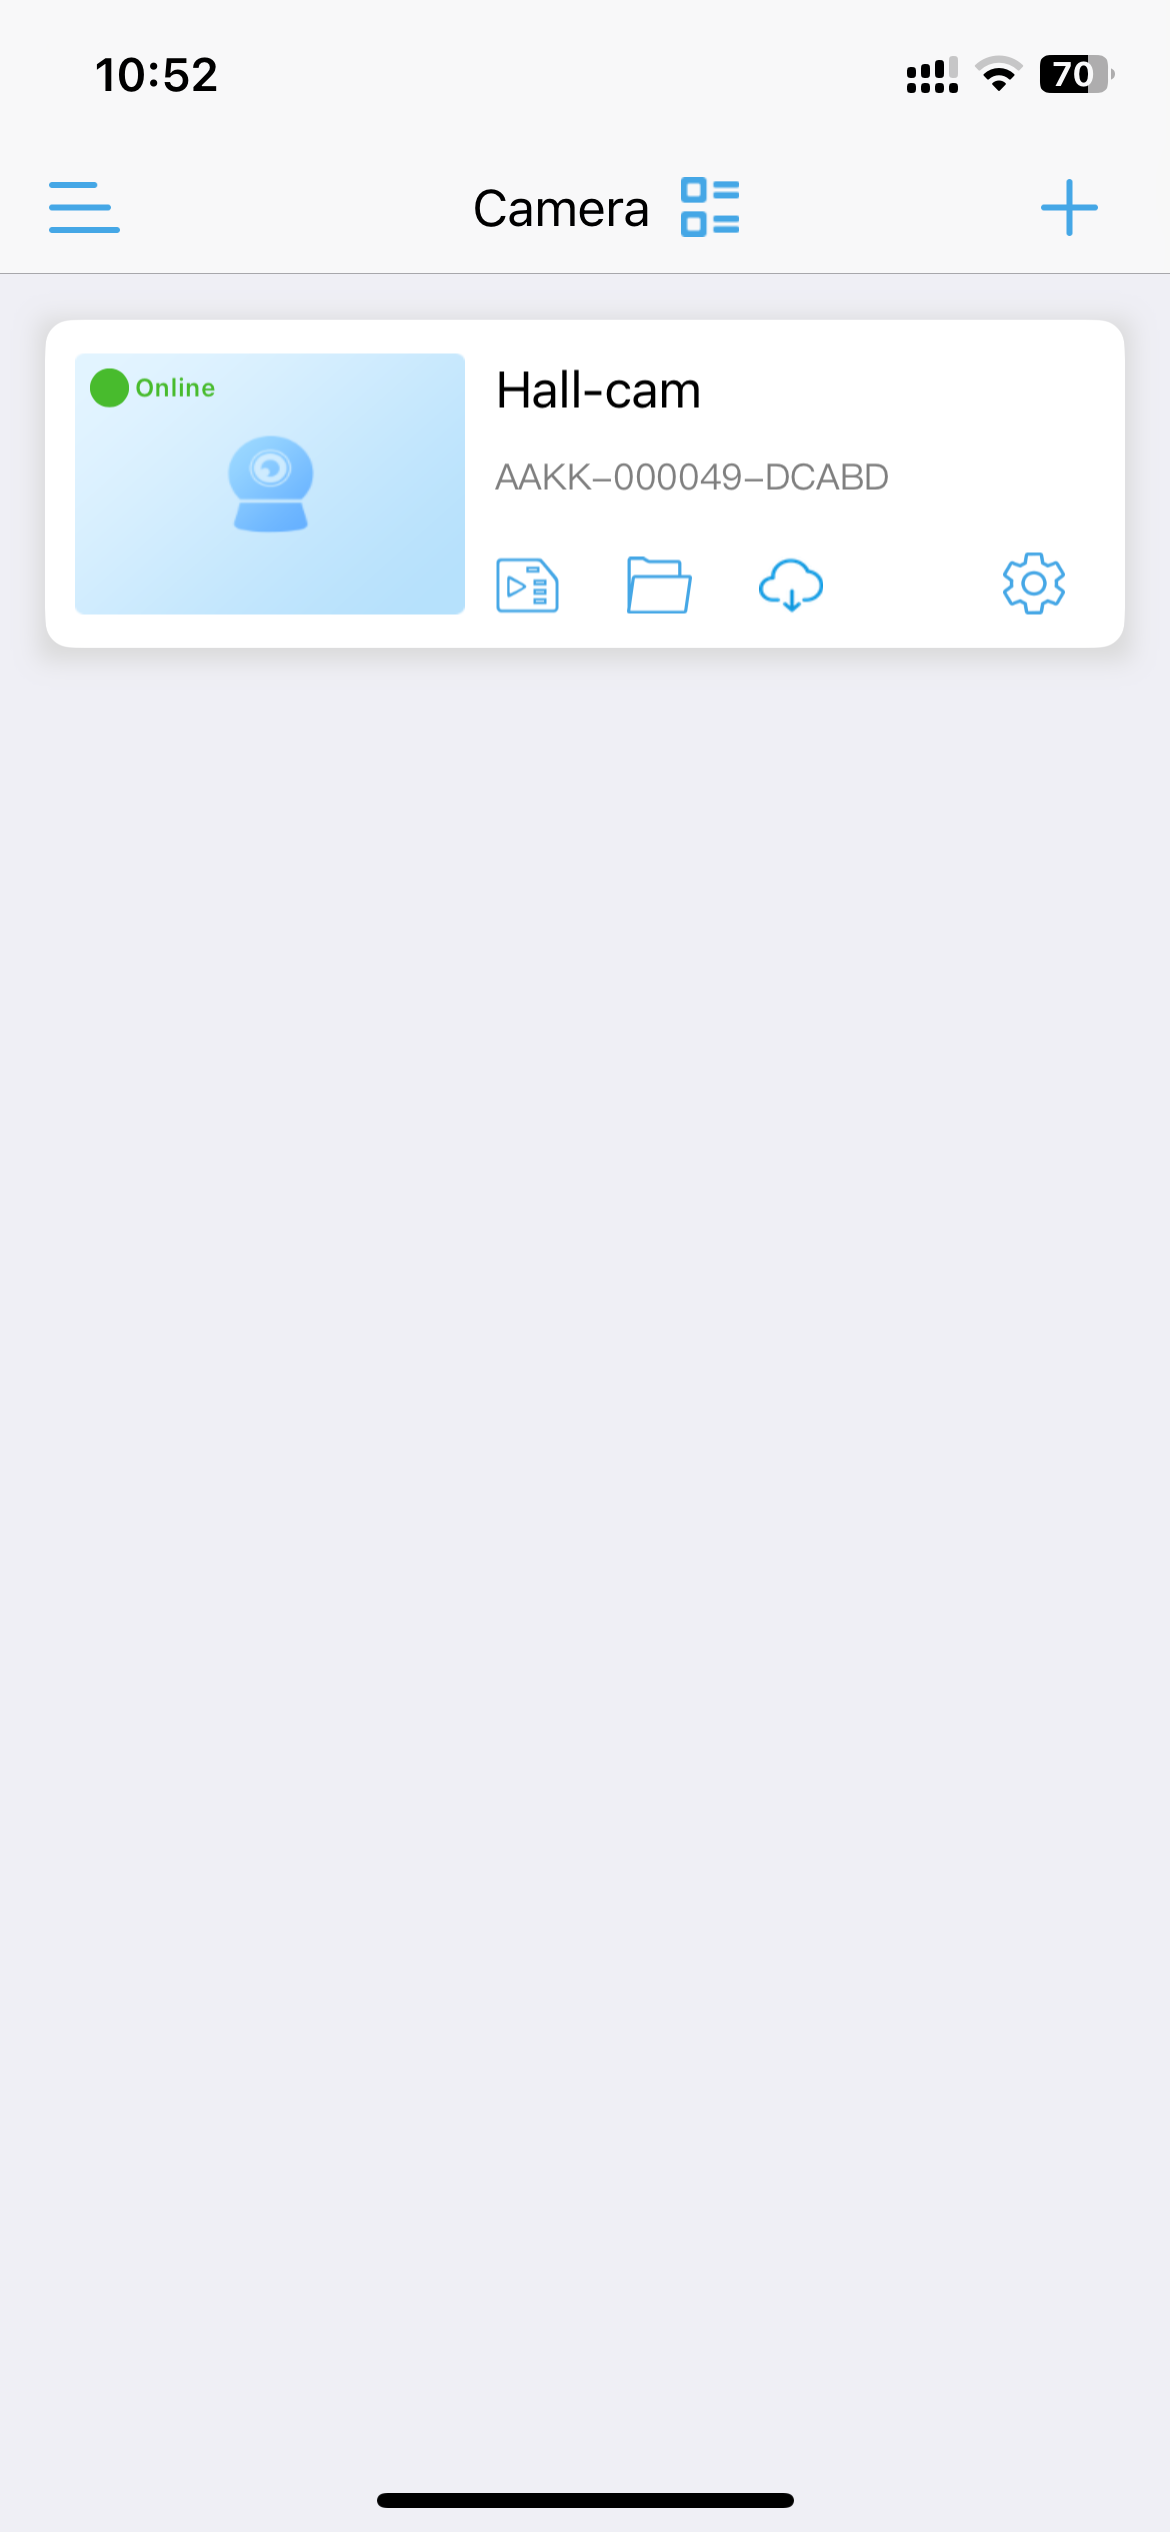 10:52
70
Camera
Online
Hall-cam
AAKK-000049-DCABD